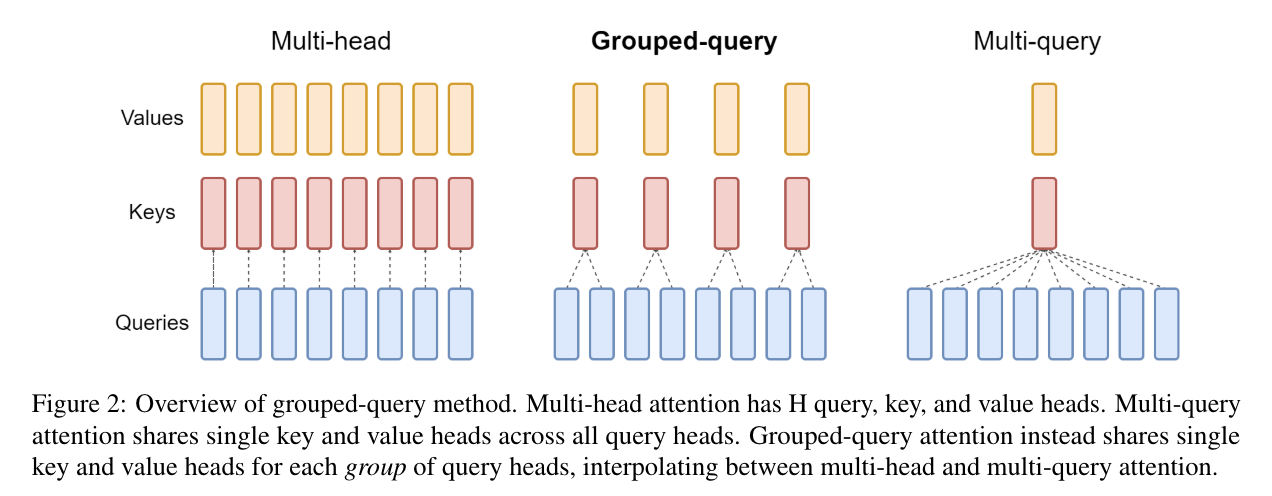 Multi-head
Grouped-query
Multi-query
Values
Keys
Queries
Figure 2: Overview of grouped-query method. Multi-head attention has H query, key, and value heads. Multi-query
attention shares single key and value heads across all query heads. Grouped-query attention instead shares single
key and value heads for each group of query heads, interpolating between multi-head and multi-query attention.